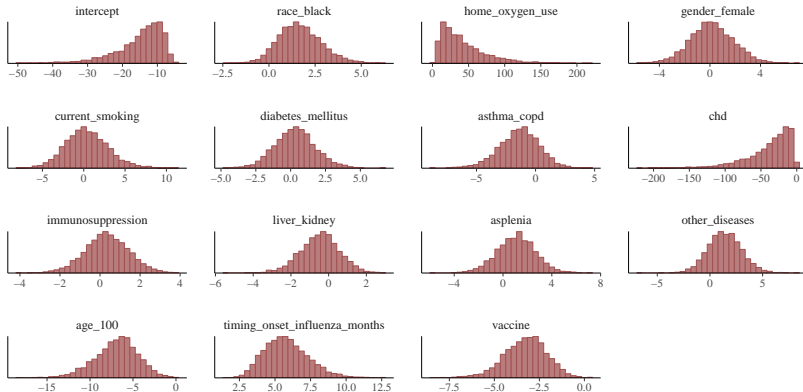 intercept race_black home_oxygen_use gender_female
−50 −40 −30 −20 −10 −2.5 0.0 2.5 5.0 0 50 100 150 200 −4 0 4
current_smoking diabetes_mellitus asthma_copd chd
−5 0 5 10 −5.0 −2.5 0.0 2.5 5.0 −5 0 5 −200 −150 −100 −50 0
immunosuppression liver_kidney asplenia other_diseases
−4 −2 0 2 4 −6 −4 −2 0 2 −4 0 4 8 −5 0 5
age_100 timing_onset_influenza_months vaccine
−15 −10 −5 0 2.5 5.0 7.5 10.0 12.5 −7.5 −5.0 −2.5 0.0